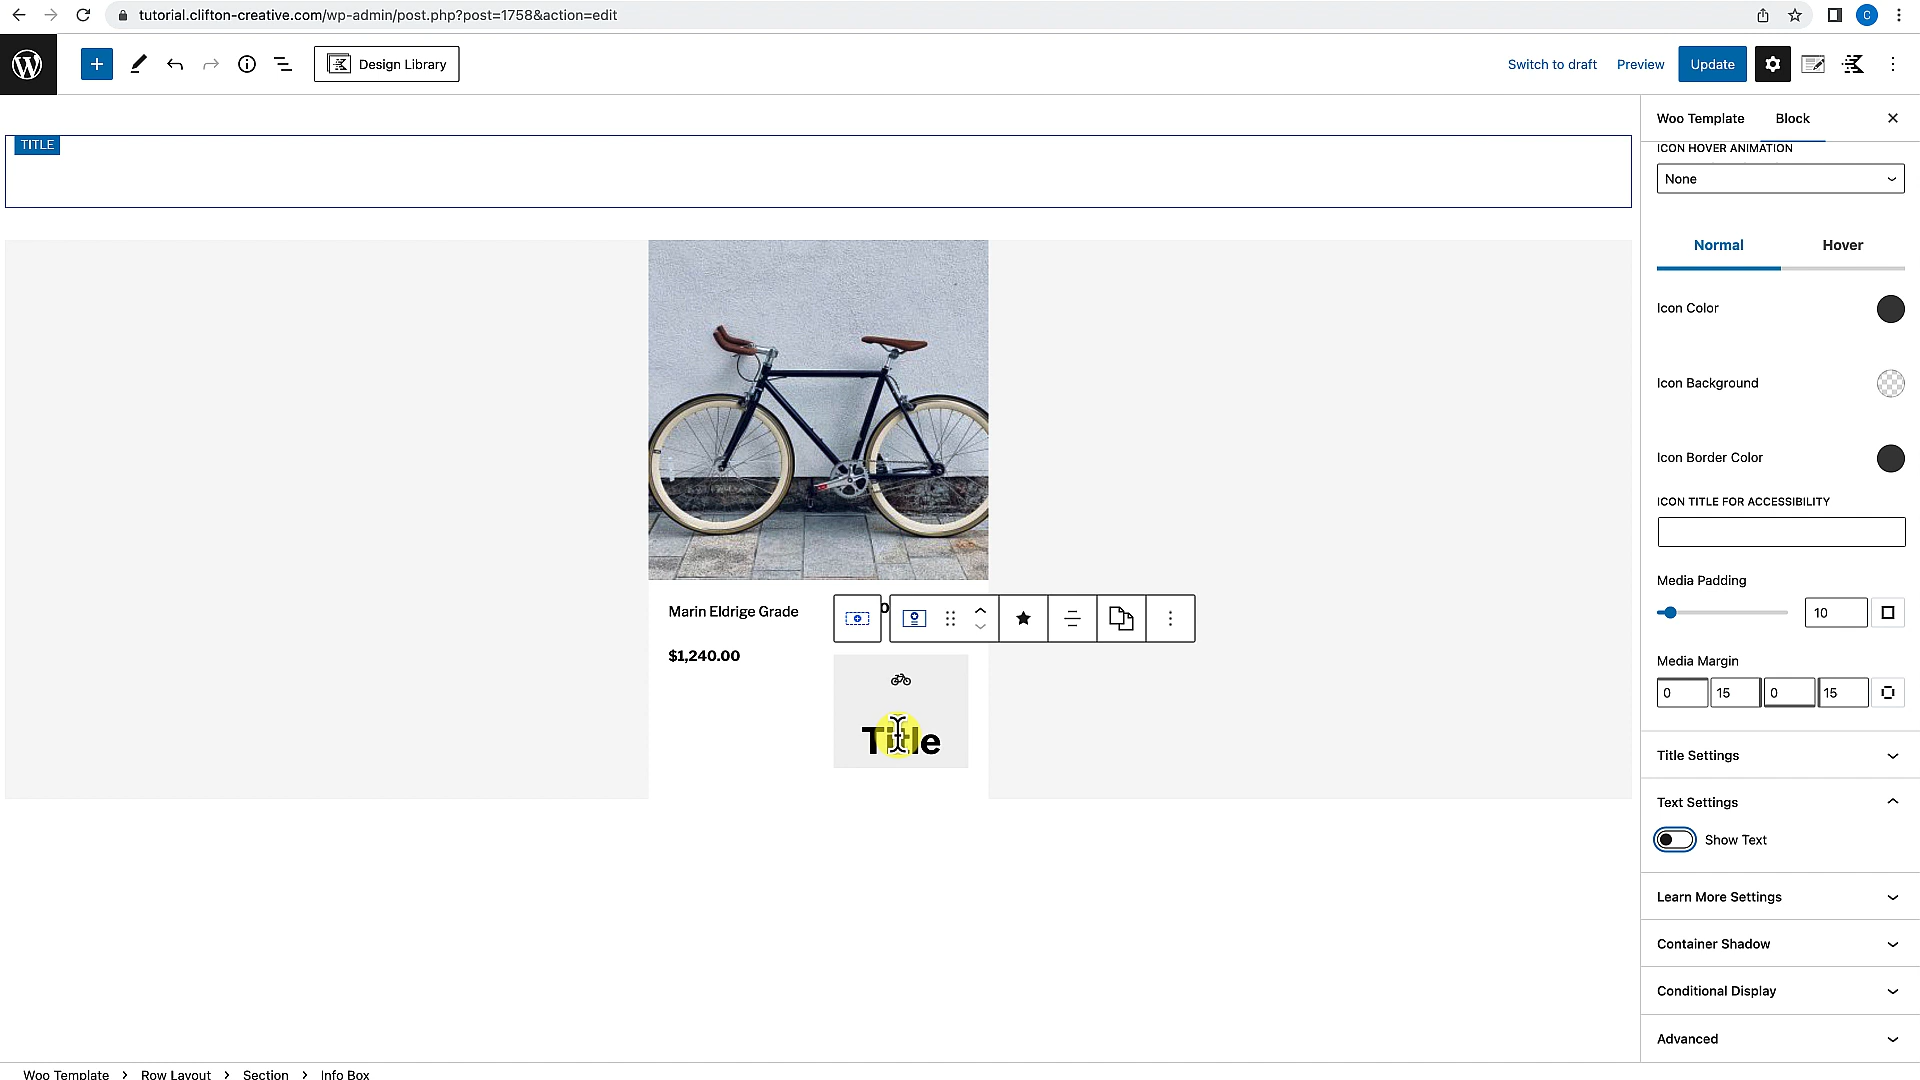 tutorial.clifton-creative.com/wp-admin/post.php?post=1758&action=edit
C
Design Library
Switch to draft
Preview
Update
Woo Template
Block
TITLE
ICON HOVER ANIMATION
None
Normal
Hover
Icon Color
Icon Background
Icon Border Color
ICON TITLE FOR ACCESSIBILITY
Media Padding
10
Media Margin
0 15 0 15
Marin Eldrige Grade
$1,240.00
Title
Title Settings
Text Settings
Show Text
Learn More Settings
Container Shadow
Conditional Display
Advanced
Woo Template > Row Layout > Section > Info Box